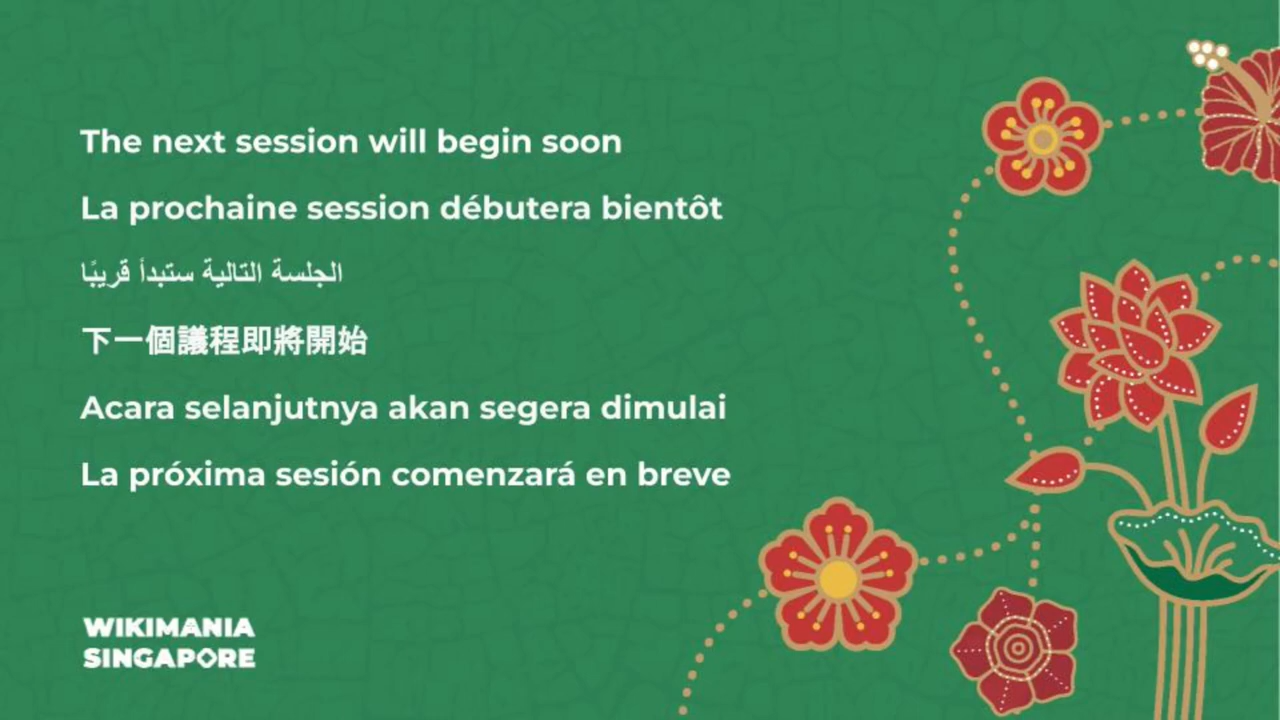 The next session will begin soon
La prochaine session débutera bientôt
الجلسة التالية ستبدأ قريبًا
下一個議程即將開始
Acara selanjutnya akan segera dimulai
La próxima sesión comenzará en breve
WIKIMANIA
SINGAPORE